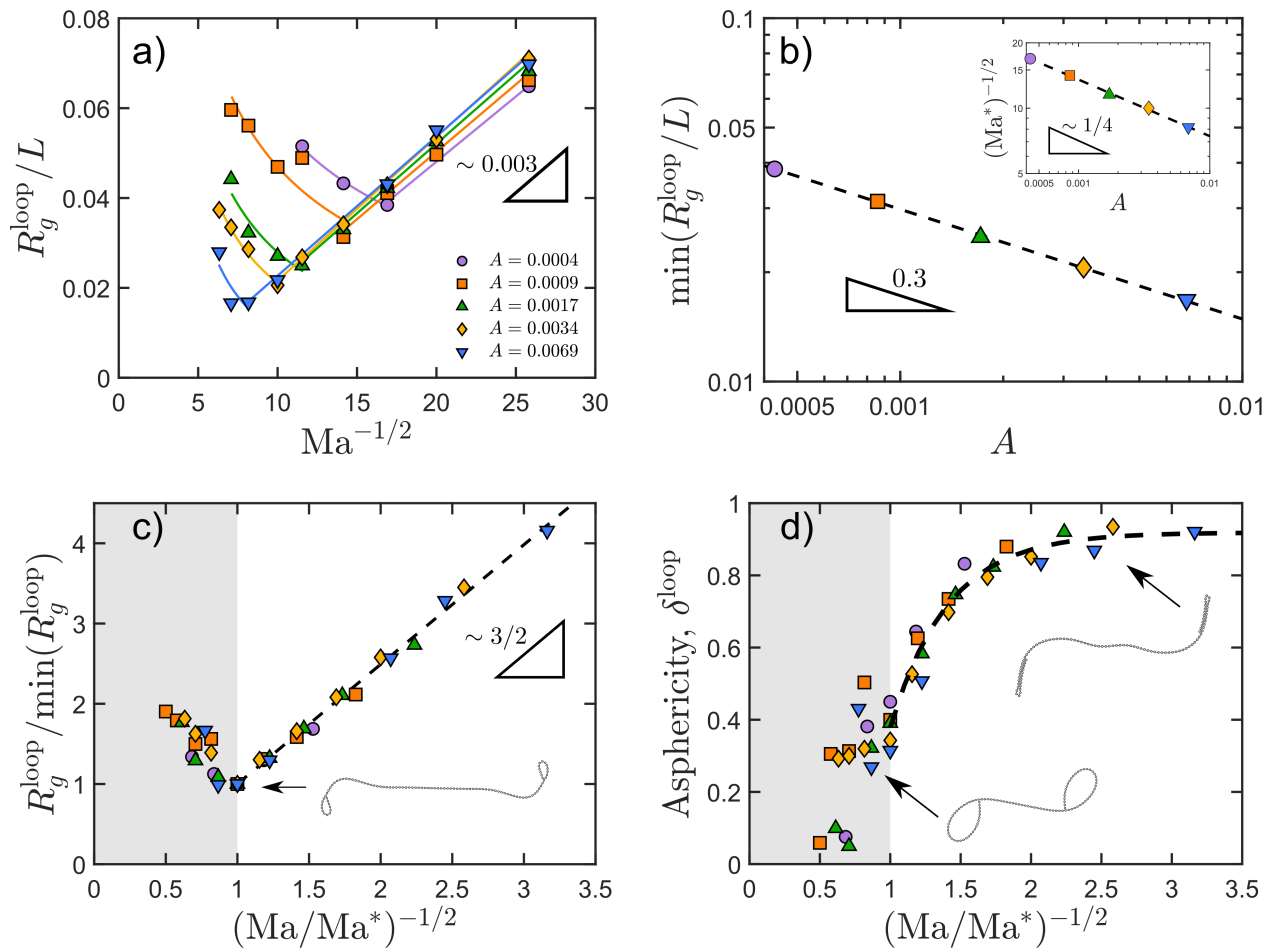 a)
0.08
0.06
0.04
0.02
0
R_g^loop/L
∼ 0.003
A = 0.0004
A = 0.0009
A = 0.0017
A = 0.0034
A = 0.0069
0 5 10 15 20 25 30
Ma^−1/2
b)
0.1
0.05
0.01
min(R_g^loop/L)
0.3
0.0005 0.001 0.01
A
20
15
10
5
(Ma*)^−1/2
∼ 1/4
0.0005 0.001 0.01
A
c)
4
3
2
1
0
R_g^loop/min(R_g^loop)
∼ 3/2
0 0.5 1 1.5 2 2.5 3 3.5
(Ma/Ma*)^−1/2
d)
1
0.8
0.6
0.4
0.2
0
Asphericity, δ^loop
0 0.5 1 1.5 2 2.5 3 3.5
(Ma/Ma*)^−1/2